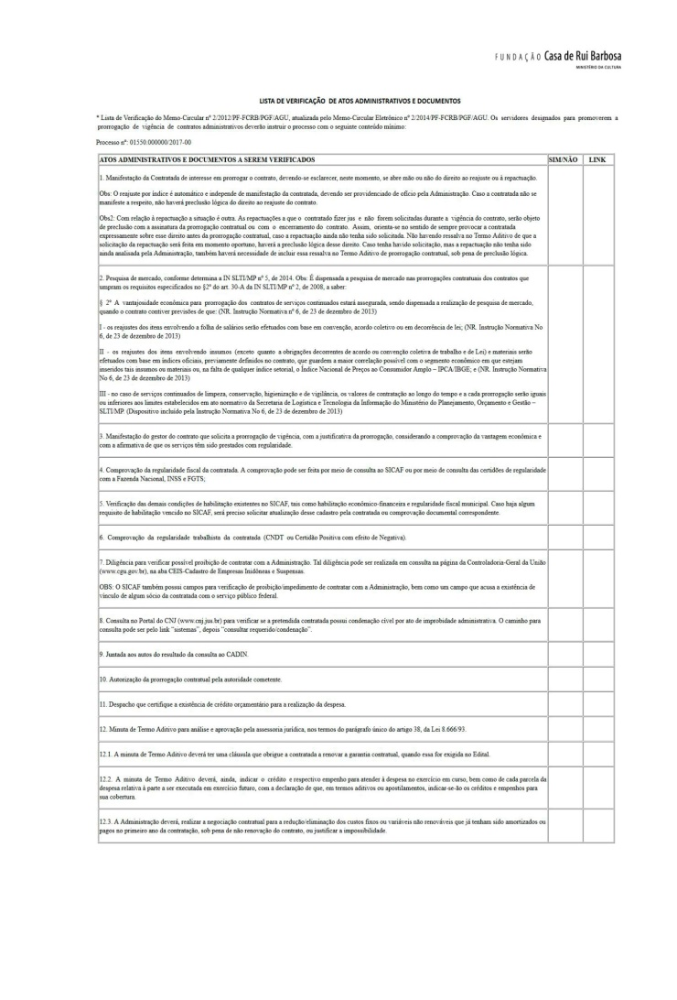 FUNDAÇÃO Casa de Rui Barbosa
MINISTÉRIO DA CULTURA
LISTA DE VERIFICAÇÃO DE ATOS ADMINISTRATIVOS E DOCUMENTOS
* Lista de Verificação do Memo-Circular nº 2/2012/PF-FCRB/PGF/AGU, atualizada pelo Memo-Circular Eletrônico nº 2/2014/PF-FCRB/PGF/AGU. Os servidores designados para promoverem a
prorrogação de vigência de contratos administrativos deverão instruir o processo com o seguinte conteúdo mínimo:
Processo nº: 01550.000000/2017-00
ATOS ADMINISTRATIVOS E DOCUMENTOS A SEREM VERIFICADOS SIM/NÃO LINK
1. Manifestação da Contratada de interesse em prorrogar o contrato, devendo-se esclarecer, neste momento, se abre mão ou não do direito ao reajuste ou à repactuação.
Obs: O reajuste por índice é automático e independe de manifestação da contratada, devendo ser providenciado de ofício pela Administração. Caso a contratada não se
manifeste a respeito, não haverá preclusão lógica do direito ao reajuste do contrato.
Obs2: Com relação à repactuação a situação é outra. As repactuações a que o contratado fizer jus e não forem solicitadas durante a vigência do contrato, serão objeto
de preclusão com a assinatura da prorrogação contratual ou com o encerramento do contrato. Assim, orienta-se no sentido de sempre provocar a contratada
expressamente sobre esse direito antes da prorrogação contratual, caso a repactuação ainda não tenha sido solicitada. Não havendo ressalva no Termo Aditivo de que a
solicitação da repactuação será feita em momento oportuno, haverá a preclusão lógica desse direito. Caso tenha havido solicitação, mas a repactuação não tenha sido
ainda analisada pela Administração, também haverá necessidade de incluir essa ressalva no Termo Aditivo de prorrogação contratual, sob pena de preclusão lógica.
2. Pesquisa de mercado, conforme determina a IN SLTI/MP nº 5, de 2014. Obs: É dispensada a pesquisa de mercado nas prorrogações contratuais dos contratos que
umpram os requisitos especificados no §2º do art. 30-A da IN SLTI/MP nº 2, de 2008, a saber:
§ 2º A vantajosidade econômica para prorrogação dos contratos de serviços continuados estará assegurada, sendo dispensada a realização de pesquisa de mercado,
quando o contrato contiver previsões de que: (NR. Instrução Normativa nº 6, de 23 de dezembro de 2013)
I - os reajustes dos itens envolvendo a folha de salários serão efetuados com base em convenção, acordo coletivo ou em decorrência de lei; (NR. Instrução Normativa No
6, de 23 de dezembro de 2013)
II - os reajustes dos itens envolvendo insumos (exceto quanto a obrigações decorrentes de acordo ou convenção coletiva de trabalho e de Lei) e materiais serão
efetuados com base em índices oficiais, previamente definidos no contrato, que guardem a maior correlação possível com o segmento econômico em que estejam
inseridos tais insumos ou materiais ou, na falta de qualquer índice setorial, o Índice Nacional de Preços ao Consumidor Amplo – IPCA/IBGE; e (NR. Instrução Normativa
No 6, de 23 de dezembro de 2013)
III - no caso de serviços continuados de limpeza, conservação, higienização e de vigilância, os valores de contratação ao longo do tempo e a cada prorrogação serão iguais
ou inferiores aos limites estabelecidos em ato normativo da Secretaria de Logística e Tecnologia da Informação do Ministério do Planejamento, Orçamento e Gestão –
SLTI/MP. (Dispositivo incluído pela Instrução Normativa No 6, de 23 de dezembro de 2013)
3. Manifestação do gestor do contrato que solicita a prorrogação de vigência, com a justificativa da prorrogação, considerando a comprovação da vantagem econômica e
com a afirmativa de que os serviços têm sido prestados com regularidade.
4. Comprovação da regularidade fiscal da contratada. A comprovação pode ser feita por meio de consulta ao SICAF ou por meio de consulta das certidões de regularidade
com a Fazenda Nacional, INSS e FGTS;
5. Verificação das demais condições de habilitação existentes no SICAF, tais como habilitação econômico-financeira e regularidade fiscal municipal. Caso haja algum
requisito de habilitação vencido no SICAF, será preciso solicitar atualização desse cadastro pela contratada ou comprovação documental correspondente.
6. Comprovação da regularidade trabalhista da contratada (CNDT ou Certidão Positiva com efeito de Negativa).
7. Diligência para verificar possível proibição de contratar com a Administração. Tal diligência pode ser realizada em consulta na página da Controladoria-Geral da União
(www.cgu.gov.br), na aba CEIS-Cadastro de Empresas Inidôneas e Suspensas.
OBS: O SICAF também possui campos para verificação de proibição/impedimento de contratar com a Administração, bem como um campo que acusa a existência de
vínculo de algum sócio da contratada com o serviço público federal.
8. Consulta no Portal do CNJ (www.cnj.jus.br) para verificar se a pretendida contratada possui condenação cível por ato de improbidade administrativa. O caminho para
consulta pode ser pelo link "sistemas", depois "consultar requerido/condenação".
9. Juntada aos autos do resultado da consulta ao CADIN.
10. Autorização da prorrogação contratual pela autoridade cometente.
11. Despacho que certifique a existência de crédito orçamentário para a realização da despesa.
12. Minuta de Termo Aditivo para análise e aprovação pela assessoria jurídica, nos termos do parágrafo único do artigo 38, da Lei 8.666/93.
12.1. A minuta de Termo Aditivo deverá ter uma cláusula que obrigue a contratada a renovar a garantia contratual, quando essa for exigida no Edital.
12.2. A minuta de Termo Aditivo deverá, ainda, indicar o crédito e respectivo empenho para atender à despesa no exercício em curso, bem como de cada parcela da
despesa relativa à parte a ser executada em exercício futuro, com a declaração de que, em termos aditivos ou apostilamentos, indicar-se-ão os créditos e empenhos para
sua cobertura.
12.3. A Administração deverá, realizar a negociação contratual para a redução/eliminação dos custos fixos ou variáveis não renováveis que já tenham sido amortizados ou
pagos no primeiro ano da contratação, sob pena de não renovação do contrato, ou justificar a impossibilidade.